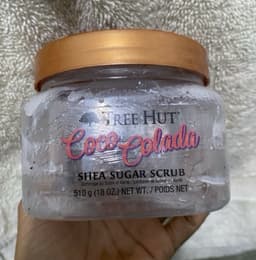 TREE HUT®
Coco Colada
SHEA SUGAR SCRUB
510 g (18 OZ.) NET WT. / POIDS NET